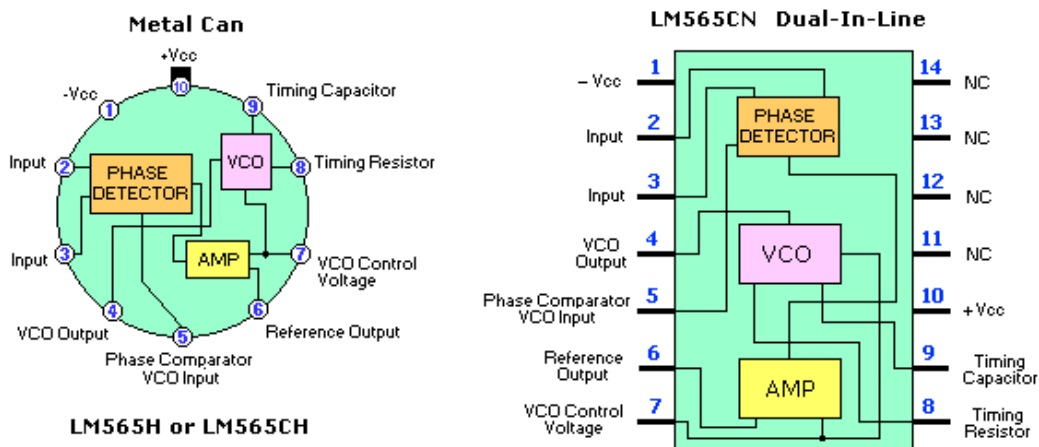 Metal Can
+Vcc
10
-Vcc
1
Timing Capacitor
9
Input
2
PHASE
DETECTOR
VCO
8
Timing Resistor
Input
3
AMP
7
VCO Control
Voltage
VCO Output
4
6
Reference Output
5
Phase Comparator
VCO Input
LM565H or LM565CH
LM565CN Dual-In-Line
1
- Vcc
14
NC
PHASE
DETECTOR
2
Input
13
NC
3
Input
12
NC
4
VCO
Output
VCO
11
NC
5
Phase Comparator
VCO Input
10
+ Vcc
6
Reference
Output
AMP
9
Timing
Capacitor
7
VCO Control
Voltage
8
Timing
Resistor